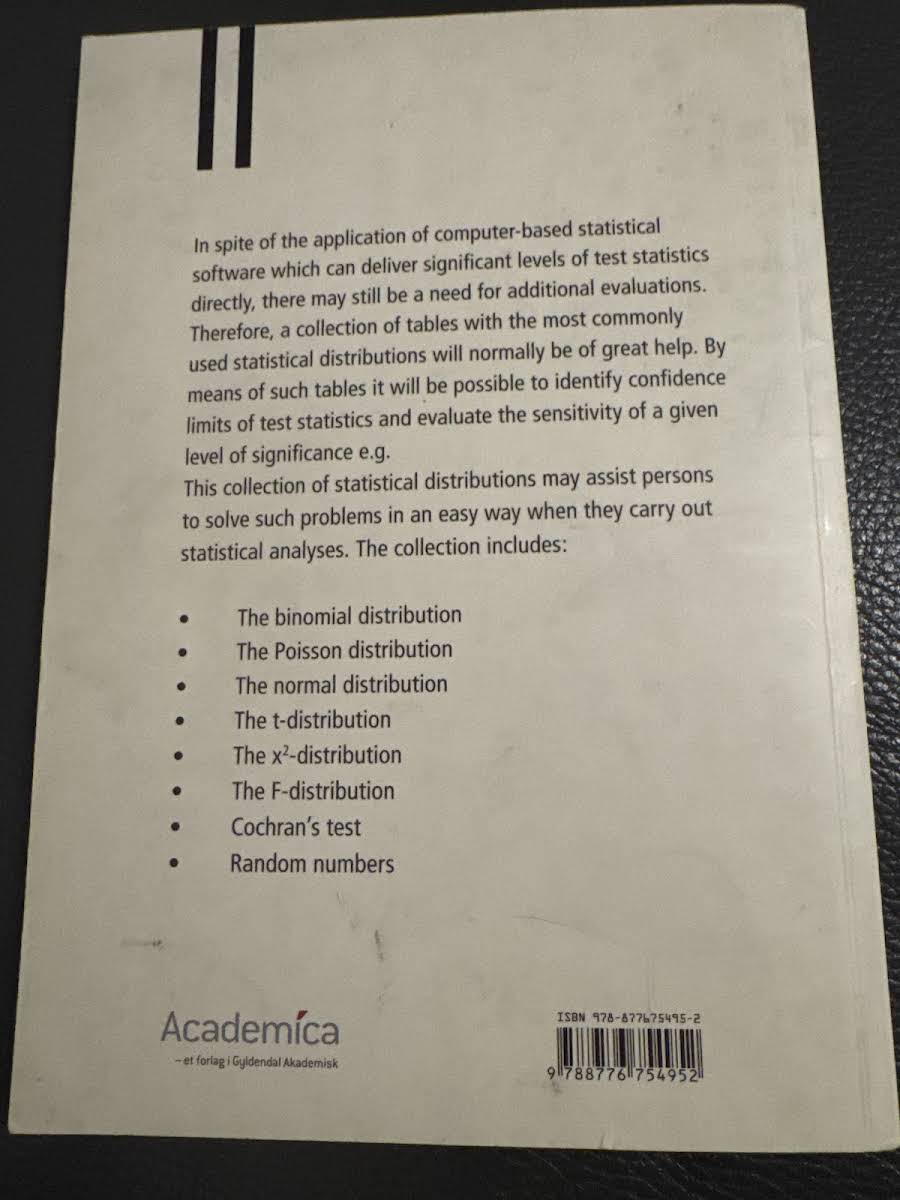 In spite of the application of computer-based statistical
software which can deliver significant levels of test statistics
directly, there may still be a need for additional evaluations.
Therefore, a collection of tables with the most commonly
used statistical distributions will normally be of great help. By
means of such tables it will be possible to identify confidence
limits of test statistics and evaluate the sensitivity of a given
level of significance e.g.
This collection of statistical distributions may assist persons
to solve such problems in an easy way when they carry out
statistical analyses. The collection includes:
• The binomial distribution
• The Poisson distribution
• The normal distribution
• The t-distribution
• The x²-distribution
• The F-distribution
• Cochran's test
• Random numbers
Academica
– et forlag i Gyldendal Akademisk
ISBN 978-877675495-2
9 788776 754952